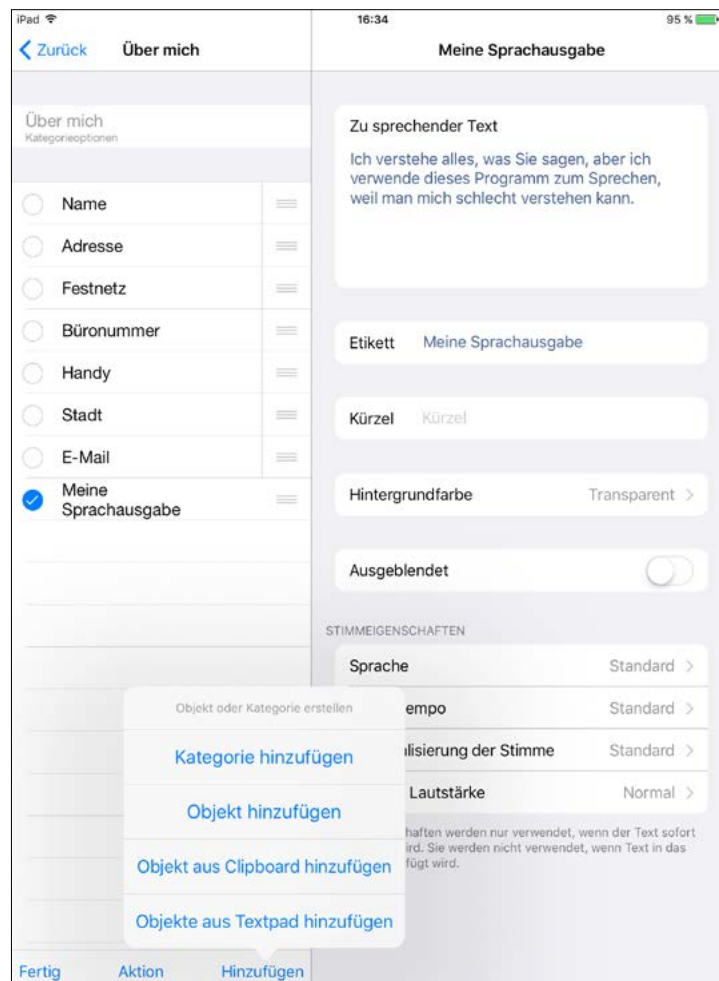 iPad
16:34
95 %
Zurück
Über mich
Meine Sprachausgabe
Über mich
Kategorieoptionen
Name
Adresse
Festnetz
Büronummer
Handy
Stadt
E-Mail
Meine
Sprachausgabe
Zu sprechender Text
Ich verstehe alles, was Sie sagen, aber ich
verwende dieses Programm zum Sprechen,
weil man mich schlecht verstehen kann.
Etikett Meine Sprachausgabe
Kürzel Kürzel
Hintergrundfarbe Transparent
Ausgeblendet
STIMMEIGENSCHAFTEN
Sprache Standard
empo Standard
lisierung der Stimme Standard
Lautstärke Normal
haften werden nur verwendet, wenn der Text sofort
ird. Sie werden nicht verwendet, wenn Text in das
fügt wird.
Objekt oder Kategorie erstellen
Kategorie hinzufügen
Objekt hinzufügen
Objekt aus Clipboard hinzufügen
Objekte aus Textpad hinzufügen
Fertig
Aktion
Hinzufügen